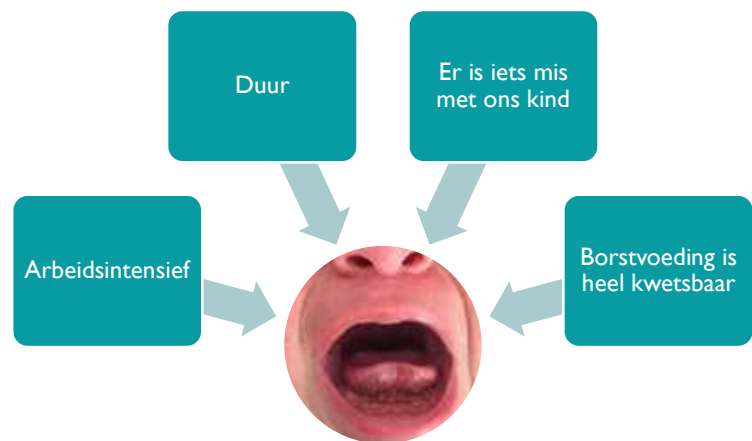 Duur
Er is iets mis
met ons kind
Arbeidsintensief
Borstvoeding is
heel kwetsbaar